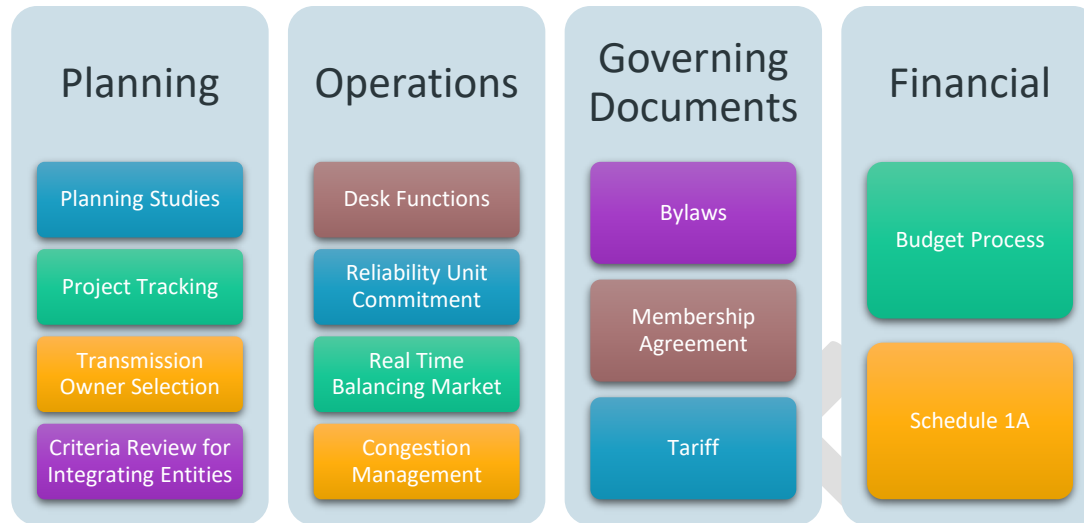 Planning
Planning Studies
Project Tracking
Transmission
Owner Selection
Criteria Review for
Integrating Entities
Operations
Desk Functions
Reliability Unit
Commitment
Real Time
Balancing Market
Congestion
Management
Governing
Documents
Bylaws
Membership
Agreement
Tariff
Financial
Budget Process
Schedule 1A